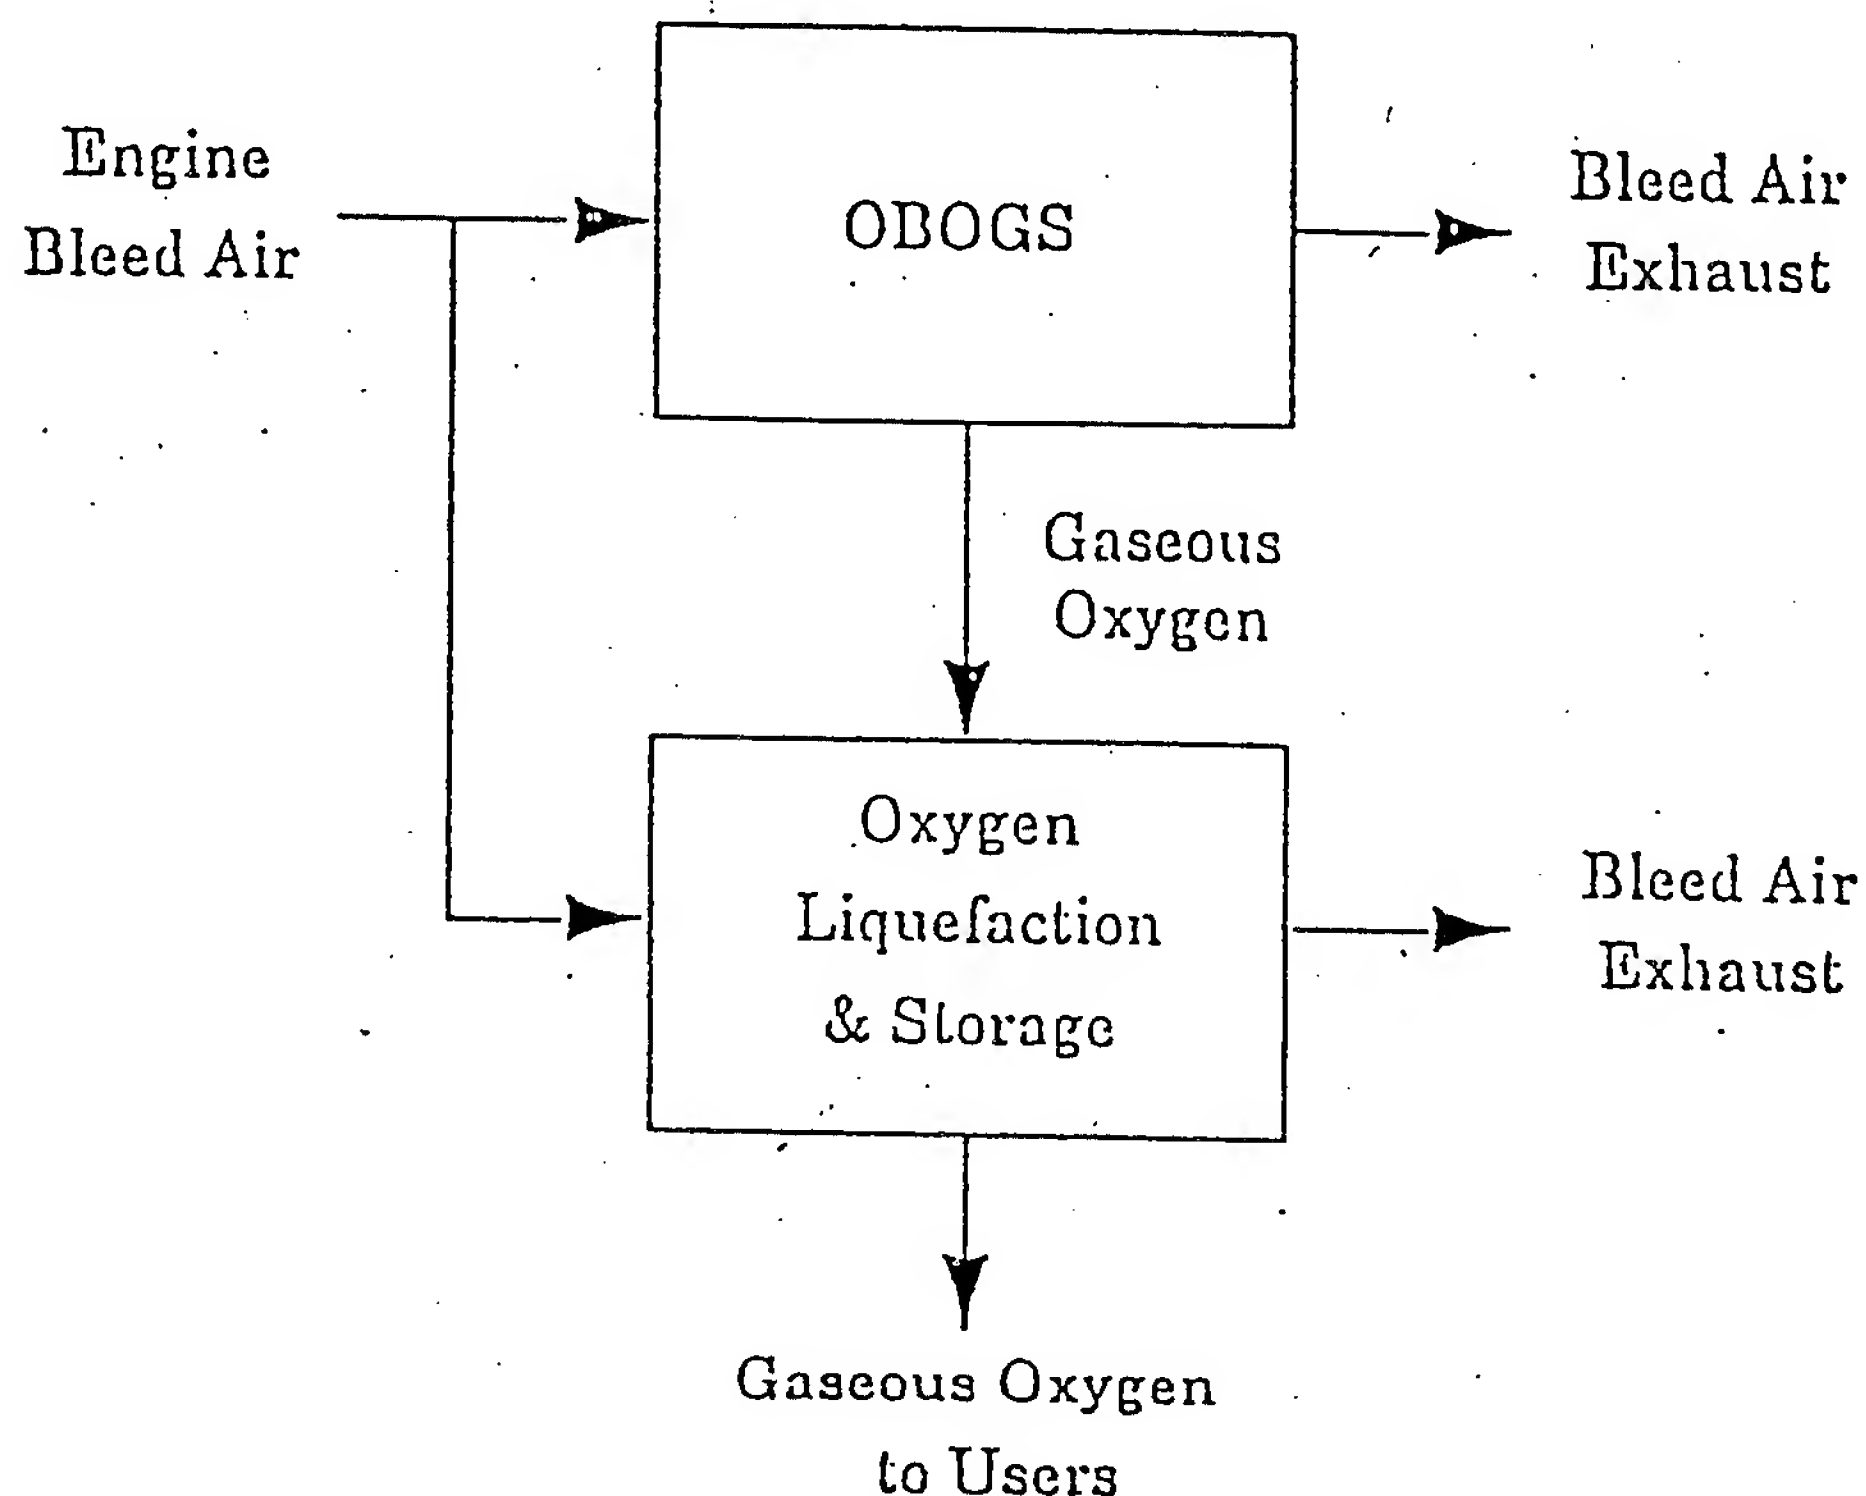 Engine
Bleed Air
OBOGS
Bleed Air
Exhaust
Gaseous
Oxygen
Oxygen
Liquefaction
& Storage
Bleed Air
Exhaust
Gaseous Oxygen
to Users